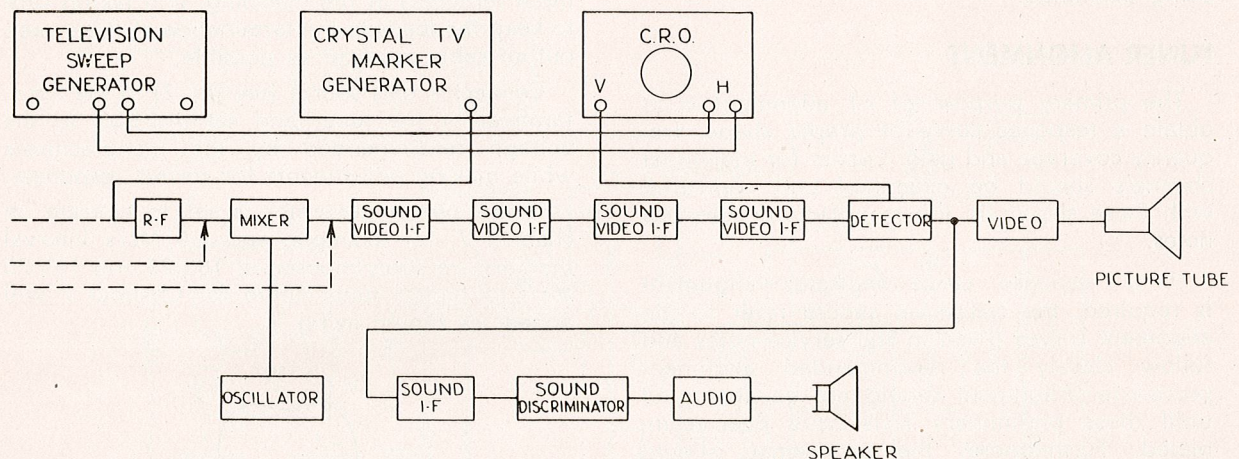 TELEVISION
SWEEP
GENERATOR
CRYSTAL TV
MARKER
GENERATOR
C.R.O.
V
H
R·F
MIXER
SOUND
VIDEO I·F
SOUND
VIDEO I·F
SOUND
VIDEO I·F
SOUND
VIDEO I·F
DETECTOR
VIDEO
PICTURE TUBE
OSCILLATOR
SOUND
I·F
SOUND
DISCRIMINATOR
AUDIO
SPEAKER